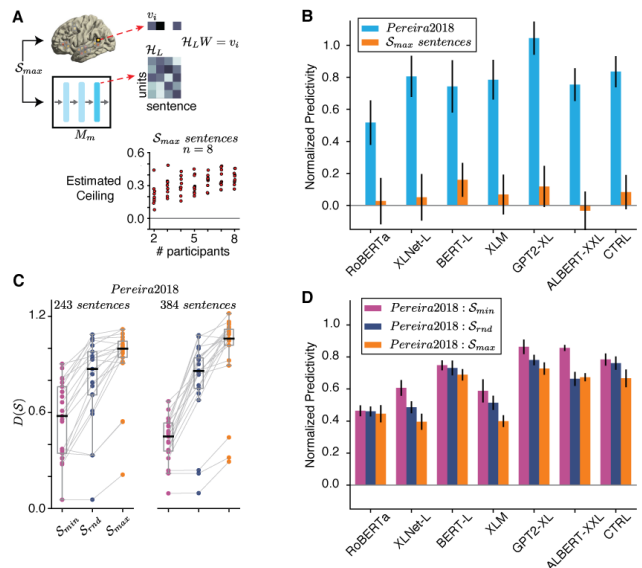 A
v_i
H_L
H_L W = v_i
S_max
units
sentence
M_m
S_max sentences
n = 8
Estimated
Ceiling
0.6
0.3
0.0
2
5
8
# participants
B
Pereira2018
S_max sentences
Normalized Predictivity
1.0
0.8
0.6
0.4
0.2
0.0
RoBERTa
XLNet-L
BERT-L
XLM
GPT2-XL
ALBERT-XXL
CTRL
C
Pereira2018
243 sentences
384 sentences
D(S)
1.2
0.6
0.0
S_min
S_rnd
S_max
D
Pereira2018 : S_min
Pereira2018 : S_rnd
Pereira2018 : S_max
Normalized Predictivity
1.0
0.8
0.6
0.4
0.2
0.0
RoBERTa
XLNet-L
BERT-L
XLM
GPT2-XL
ALBERT-XXL
CTRL